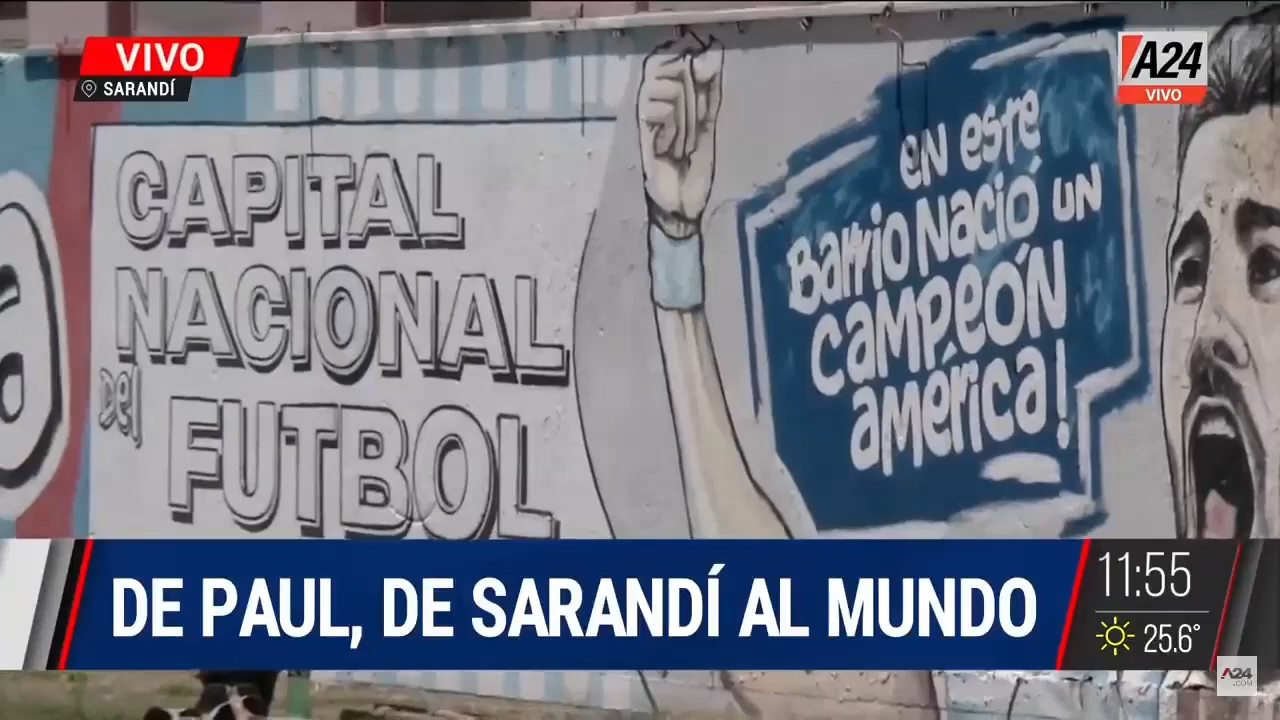 VIVO
SARANDÍ
A24
VIVO
CAPITAL
NACIONAL
del
FUTBOL
a
en este
Barrio Nació un
campeón
américa!
DE PAUL, DE SARANDÍ AL MUNDO
11:55
25.6°
A24
.COM